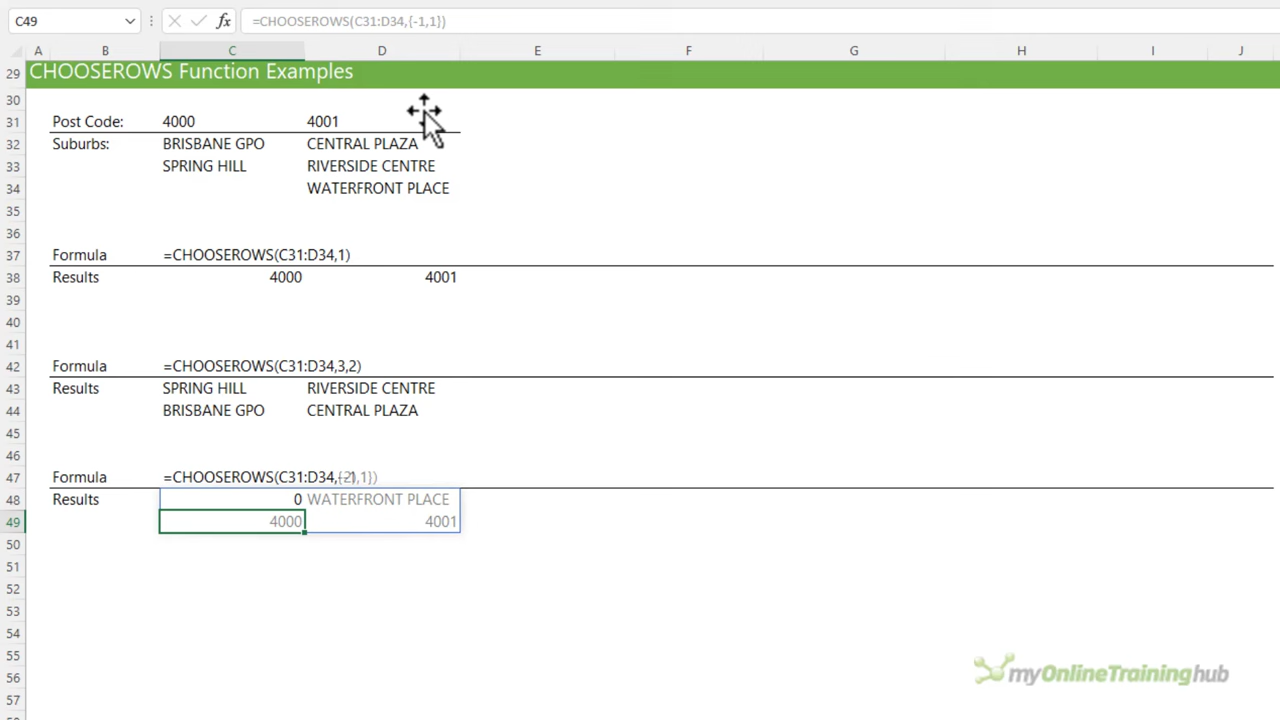 C49 fx =CHOOSEROWS(C31:D34,{-1,1})
A B C D E F G H I J
29 CHOOSEROWS Function Examples
30
31 Post Code: 4000 4001
32 Suburbs: BRISBANE GPO CENTRAL PLAZA
33 SPRING HILL RIVERSIDE CENTRE
34 WATERFRONT PLACE
35
36
37 Formula =CHOOSEROWS(C31:D34,1)
38 Results 4000 4001
39
40
41
42 Formula =CHOOSEROWS(C31:D34,3,2)
43 Results SPRING HILL RIVERSIDE CENTRE
44 BRISBANE GPO CENTRAL PLAZA
45
46
47 Formula =CHOOSEROWS(C31:D34,
48 Results 0 WATERFRONT PLACE
49 4000 4001
50
51
52
53
54
55
56
57
myOnlineTraininghub